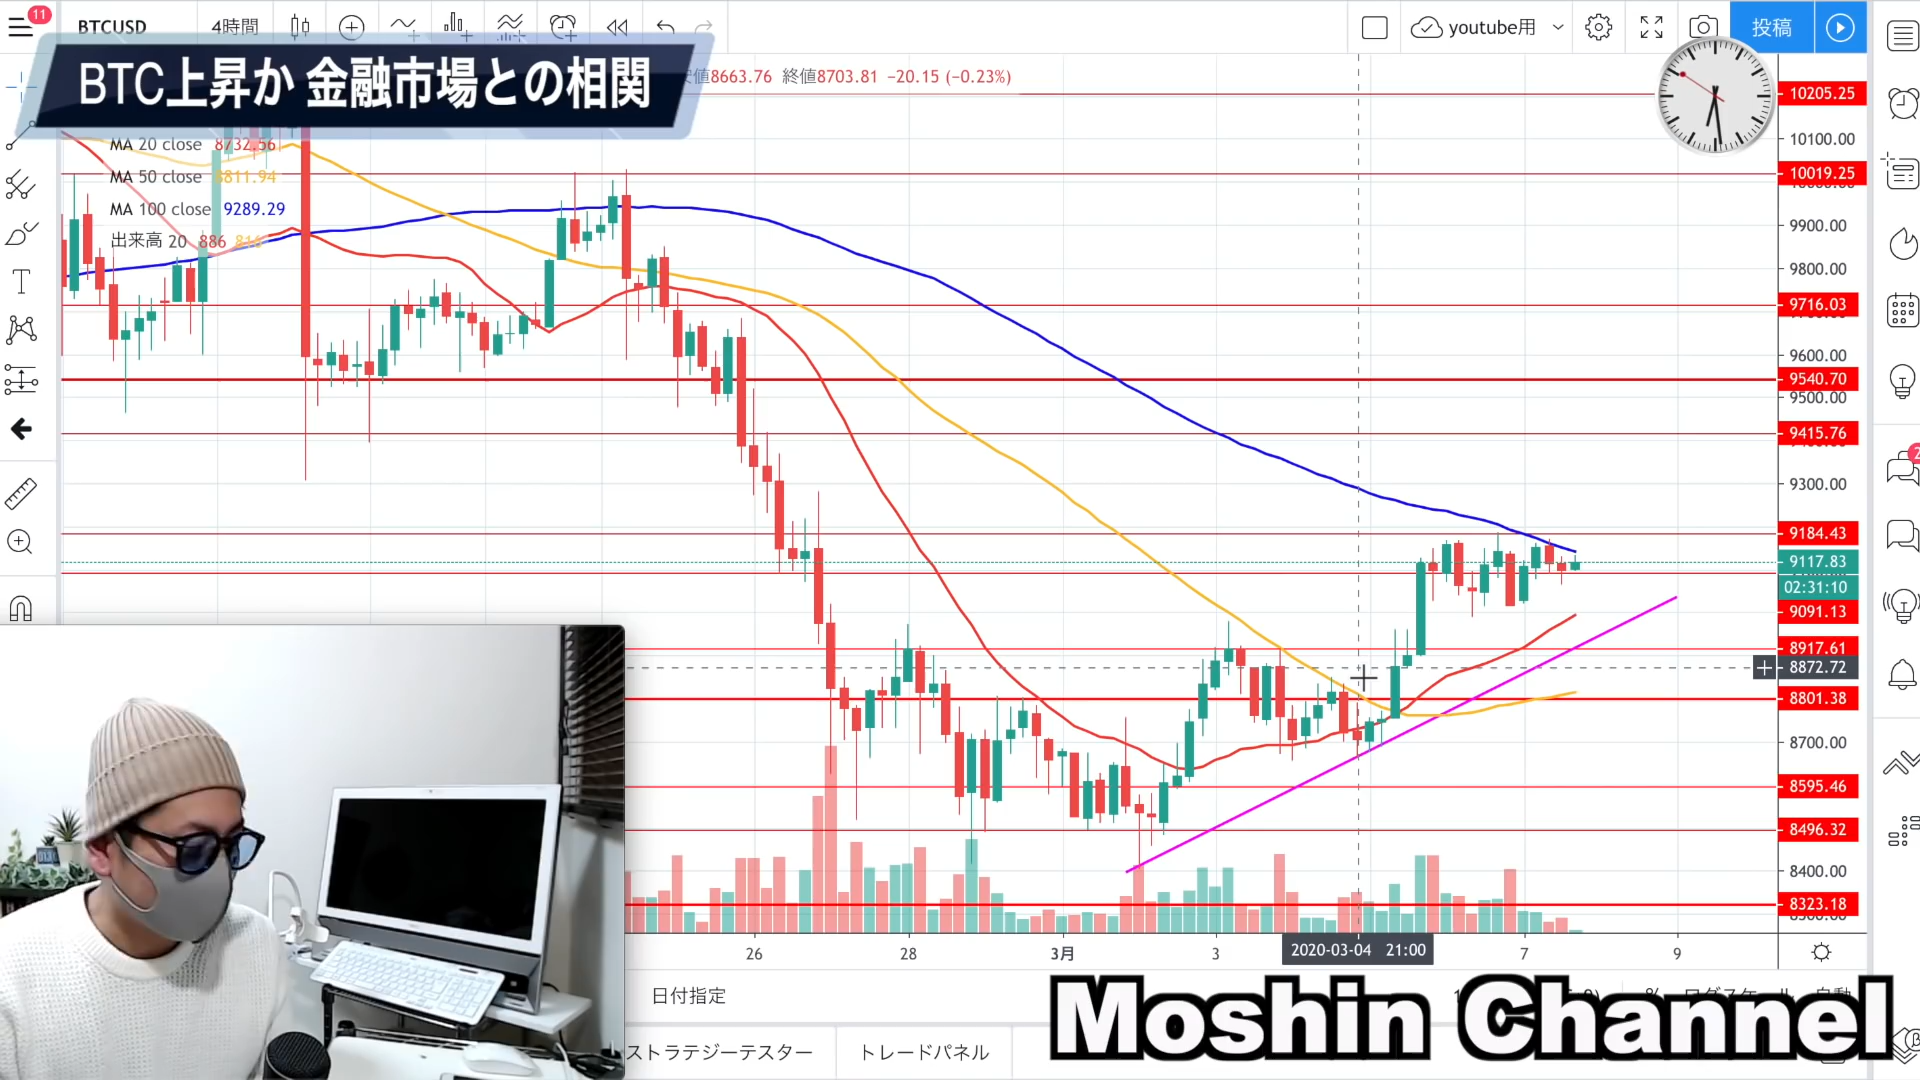 11
BTCUSD
4時間
youtube用
投稿
BTC上昇か 金融市場との相関
値8663.76 終値8703.81 −20.15 (−0.23%)
MA 20 close 8732.56
MA 50 close 8811.94
MA 100 close 9289.29
出来高 20 886 816
10205.25
10100.00
10019.25
9900.00
9800.00
9716.03
9600.00
9540.70
9500.00
9415.76
9300.00
9184.43
9117.83
02:31:10
9091.13
8917.61
8872.72
8801.38
8700.00
8595.46
8496.32
8400.00
8323.18
26
28
3月
3
2020-03-04 21:00
7
9
日付指定
Moshin Channel
ストラテジーテスター
トレードパネル